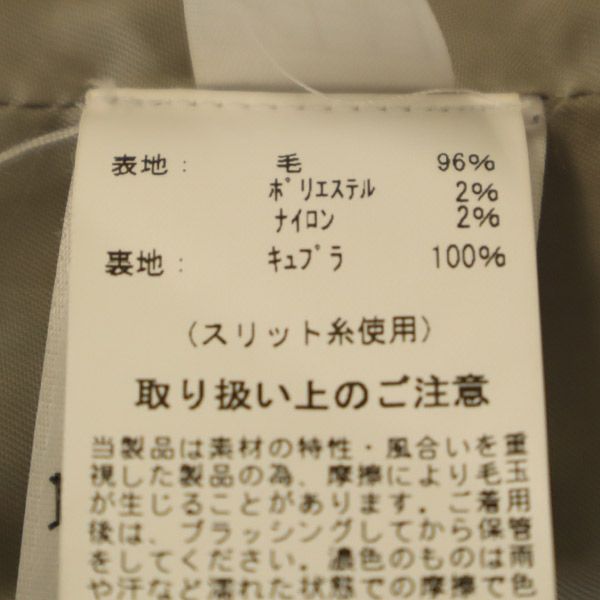 表地: 毛 96%
ポリエステル 2%
ナイロン 2%
裏地: キュプラ 100%
(スリット糸使用)
取り扱い上のご注意
当製品は素材の特性・風合いを重
視した製品の為、摩擦により毛玉
が生じることがあります。ご着用
後は、ブラッシングしてから保管
をしてください。濃色のものは雨
や汗など濡れた状態での摩擦で色